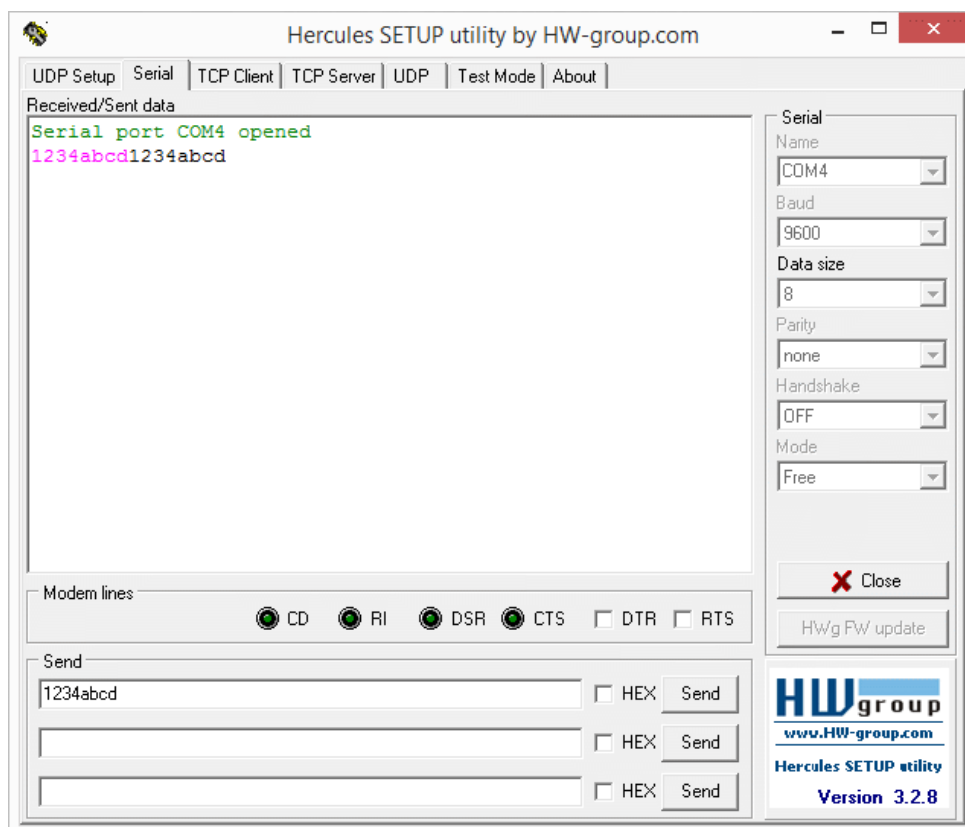 Hercules SETUP utility by HW-group.com
UDP Setup Serial TCP Client TCP Server UDP Test Mode About
Received/Sent data
Serial port COM4 opened
1234abcd1234abcd
Serial
Name
COM4
Baud
9600
Data size
8
Parity
none
Handshake
OFF
Mode
Free
Close
HWg FW update
Modem lines
CD RI DSR CTS DTR RTS
Send
1234abcd HEX Send
HEX Send
HEX Send
HW group
www.HW-group.com
Hercules SETUP utility
Version 3.2.8